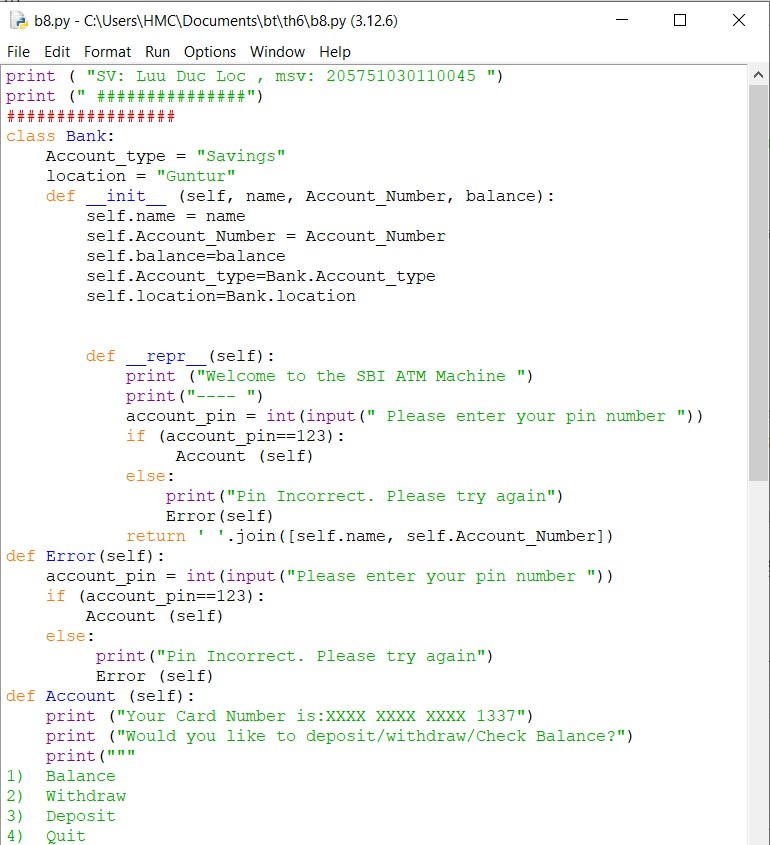 b8.py - C:\Users\HMC\Documents\bt\th6\b8.py (3.12.6)
File Edit Format Run Options Window Help
print ( "SV: Luu Duc Loc , msv: 205751030110045 ")
print (" ###############")
#################
class Bank:
    Account_type = "Savings"
    location = "Guntur"
    def __init__ (self, name, Account_Number, balance):
        self.name = name
        self.Account_Number = Account_Number
        self.balance=balance
        self.Account_type=Bank.Account_type
        self.location=Bank.location
        def __repr__(self):
            print ("Welcome to the SBI ATM Machine ")
            print("---- ")
            account_pin = int(input(" Please enter your pin number "))
            if (account_pin==123):
                 Account (self)
            else:
                print("Pin Incorrect. Please try again")
                Error(self)
            return ' '.join([self.name, self.Account_Number])
def Error(self):
    account_pin = int(input("Please enter your pin number "))
    if (account_pin==123):
        Account (self)
    else:
         print("Pin Incorrect. Please try again")
         Error (self)
def Account (self):
    print ("Your Card Number is:XXXX XXXX XXXX 1337")
    print ("Would you like to deposit/withdraw/Check Balance?")
    print("""
1)  Balance
2)  Withdraw
3)  Deposit
4)  Quit